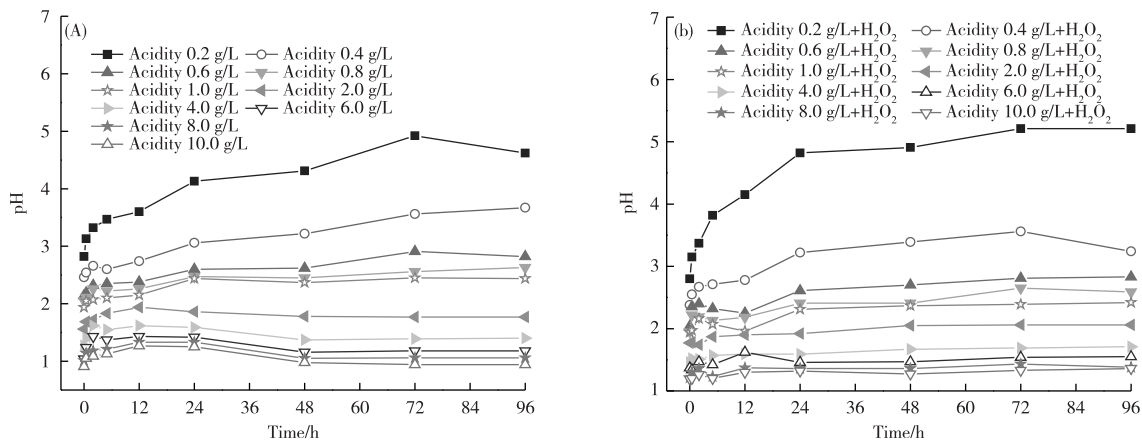 (A)
Acidity 0.2 g/L
Acidity 0.4 g/L
Acidity 0.6 g/L
Acidity 0.8 g/L
Acidity 1.0 g/L
Acidity 2.0 g/L
Acidity 4.0 g/L
Acidity 6.0 g/L
Acidity 8.0 g/L
Acidity 10.0 g/L
7
6
5
4
3
2
1
pH
0 12 24 36 48 60 72 84 96
Time/h
(b)
Acidity 0.2 g/L+H₂O₂
Acidity 0.4 g/L+H₂O₂
Acidity 0.6 g/L+H₂O₂
Acidity 0.8 g/L+H₂O₂
Acidity 1.0 g/L+H₂O₂
Acidity 2.0 g/L+H₂O₂
Acidity 4.0 g/L+H₂O₂
Acidity 6.0 g/L+H₂O₂
Acidity 8.0 g/L+H₂O₂
Acidity 10.0 g/L+H₂O₂
7
6
5
4
3
2
1
pH
0 12 24 36 48 60 72 84 96
Time/h